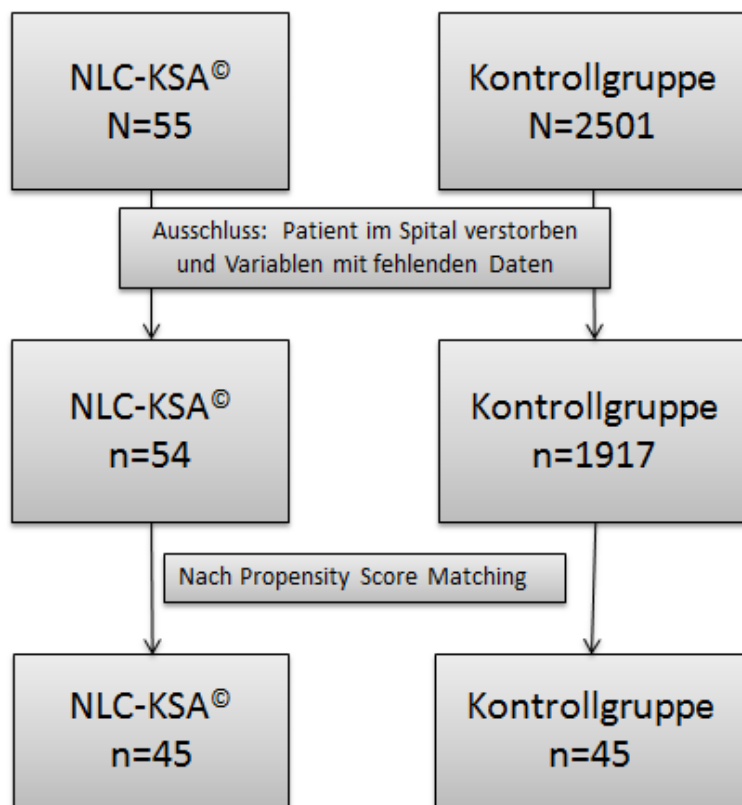 NLC-KSA©
N=55
Kontrollgruppe
N=2501
Ausschluss: Patient im Spital verstorben
und Variablen mit fehlenden Daten
NLC-KSA©
n=54
Kontrollgruppe
n=1917
Nach Propensity Score Matching
NLC-KSA©
n=45
Kontrollgruppe
n=45